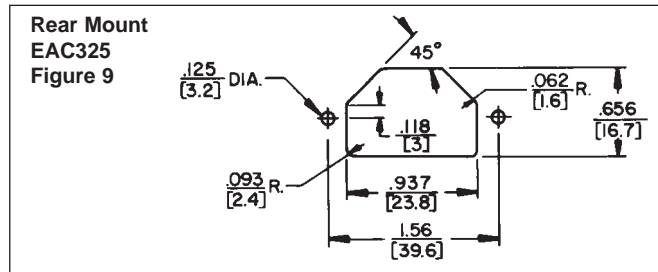 Rear Mount
EAC325
Figure 9
45°
.125
[3.2] DIA.
.062
[1.6] R.
.656
[16.7]
.118
[3]
.093
[2.4] R.
.937
[23.8]
1.56
[39.6]